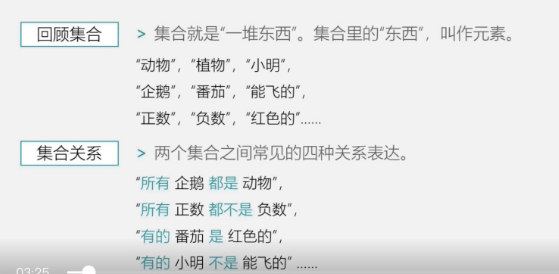 回顾集合 > 集合就是“一堆东西”。集合里的“东西”，叫作元素。
“动物”，“植物”，“小明”，
“企鹅”，“番茄”，“能飞的”，
“正数”，“负数”，“红色的”......
集合关系 > 两个集合之间常见的四种关系表达。
“所有 企鹅 都是 动物”，
“所有 正数 都不是 负数”，
“有的 番茄 是 红色的”，
“有的 小明 不是 能飞的” ......
03:25